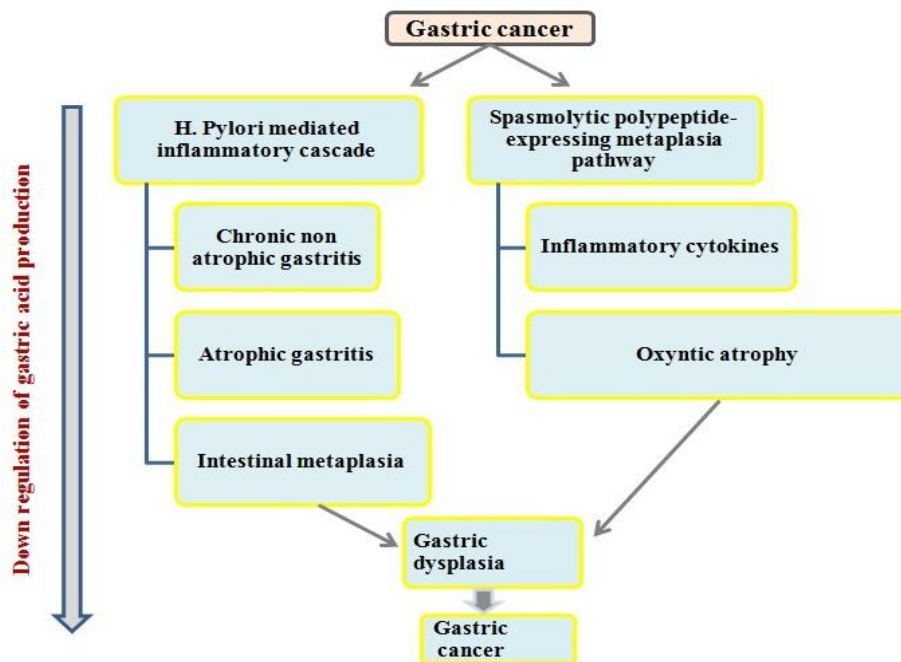 Gastric cancer
H. Pylori mediated
inflammatory cascade
Spasmolytic polypeptide-
expressing metaplasia
pathway
Chronic non
atrophic gastritis
Inflammatory cytokines
Atrophic gastritis
Oxyntic atrophy
Intestinal metaplasia
Gastric
dysplasia
Gastric
cancer
Down regulation of gastric acid production